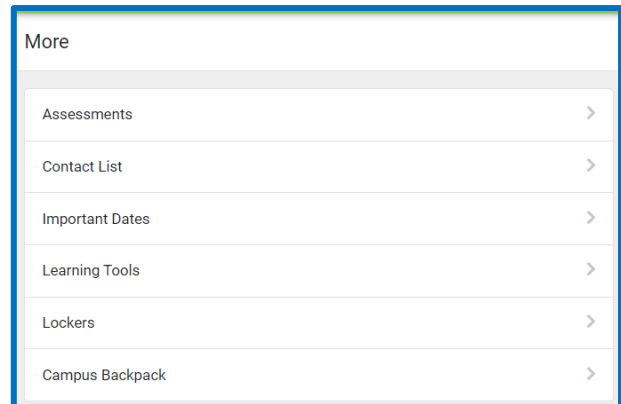 More
Assessments
Contact List
Important Dates
Learning Tools
Lockers
Campus Backpack